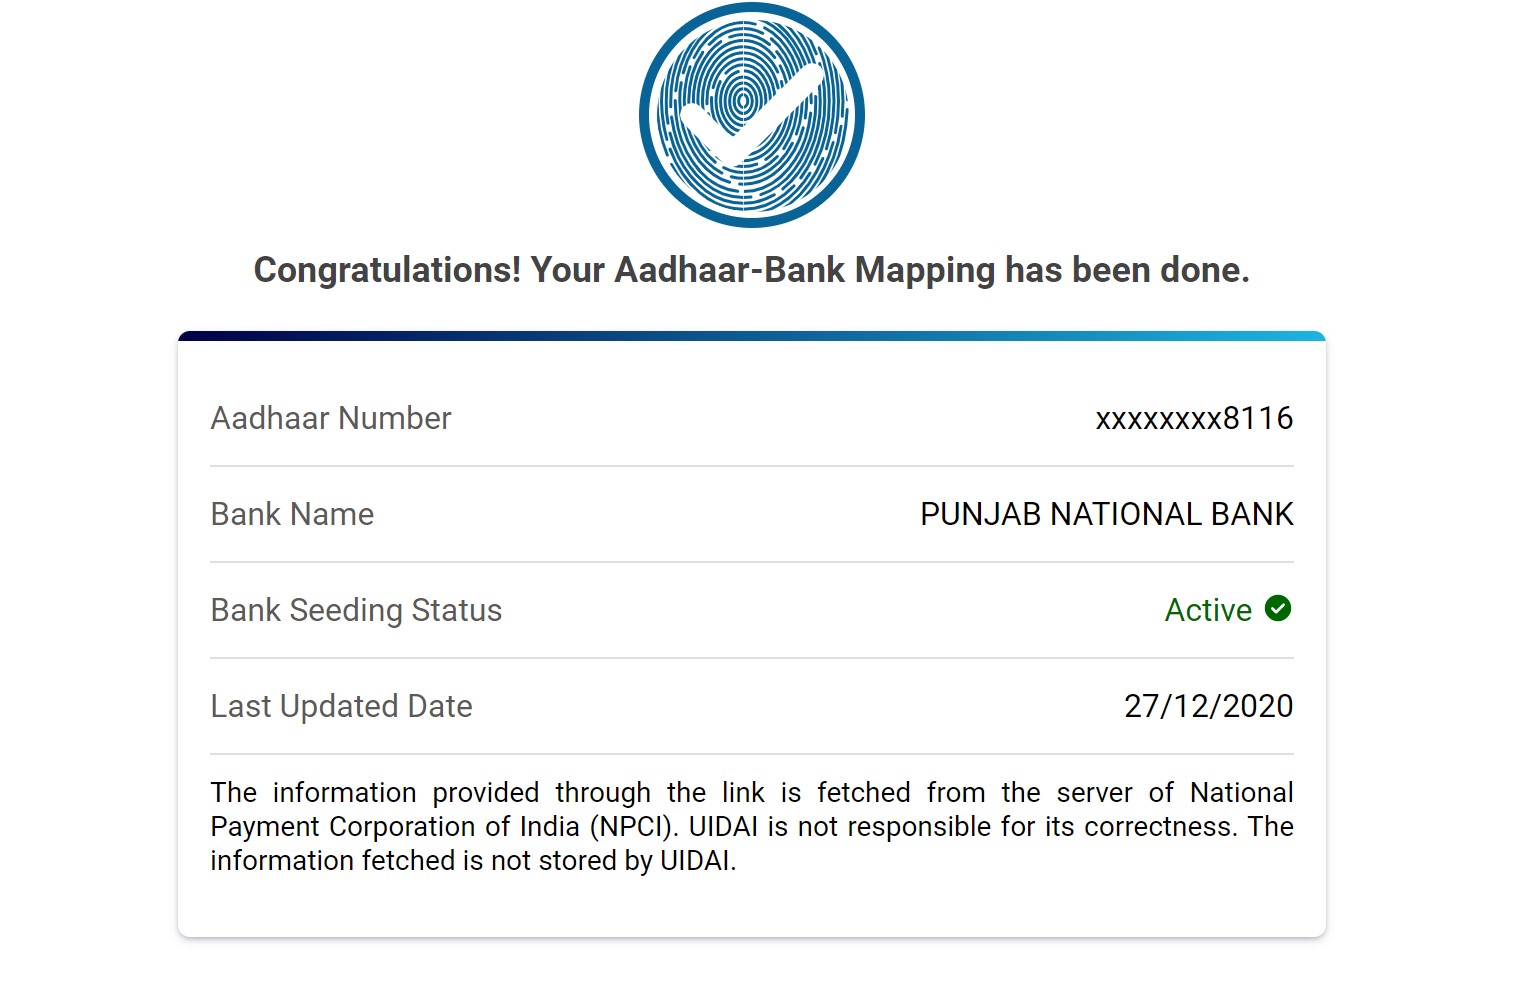 Congratulations! Your Aadhaar-Bank Mapping has been done.
Aadhaar Number xxxxxxxx8116
Bank Name PUNJAB NATIONAL BANK
Bank Seeding Status Active
Last Updated Date 27/12/2020
The information provided through the link is fetched from the server of National
Payment Corporation of India (NPCI). UIDAI is not responsible for its correctness. The
information fetched is not stored by UIDAI.